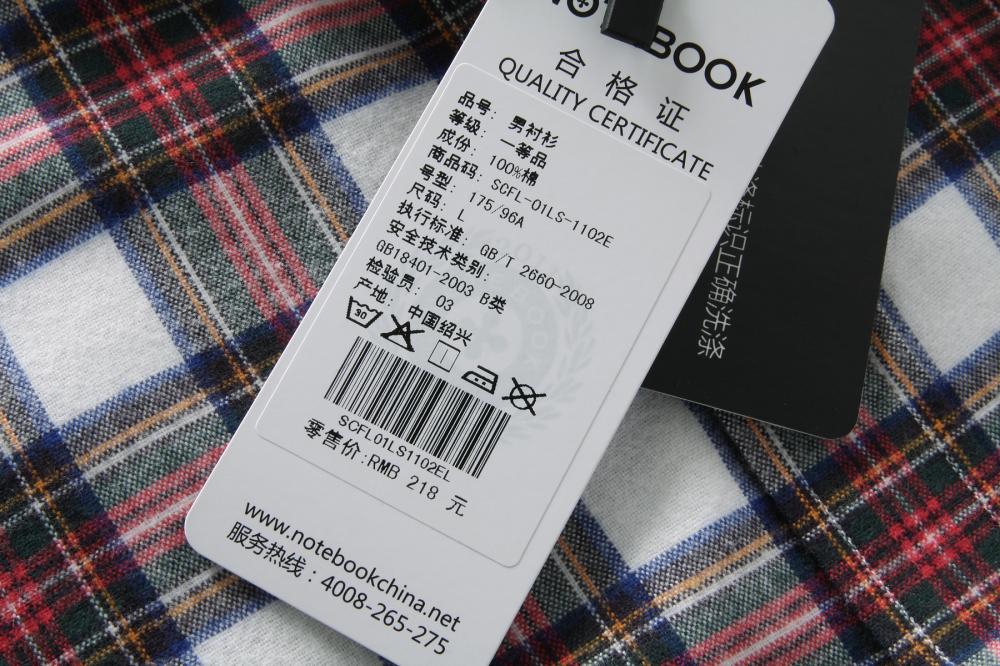 BOOK
合格证
QUALITY CERTIFICATE
品号: 男衬衫
等级: 一等品
成份: 100%棉
商品码: SCFL-01LS-1102E
号型: 175/96A
尺码: L
执行标准: GB/T 2660-2008
安全技术类别:
GB18401-2003 B类
检验员: 03
产地: 中国绍兴
SCFL01LS1102EL
零售价:RMB 218 元
www.notebookchina.net
服务热线：4008-265-275
标识正确洗涤